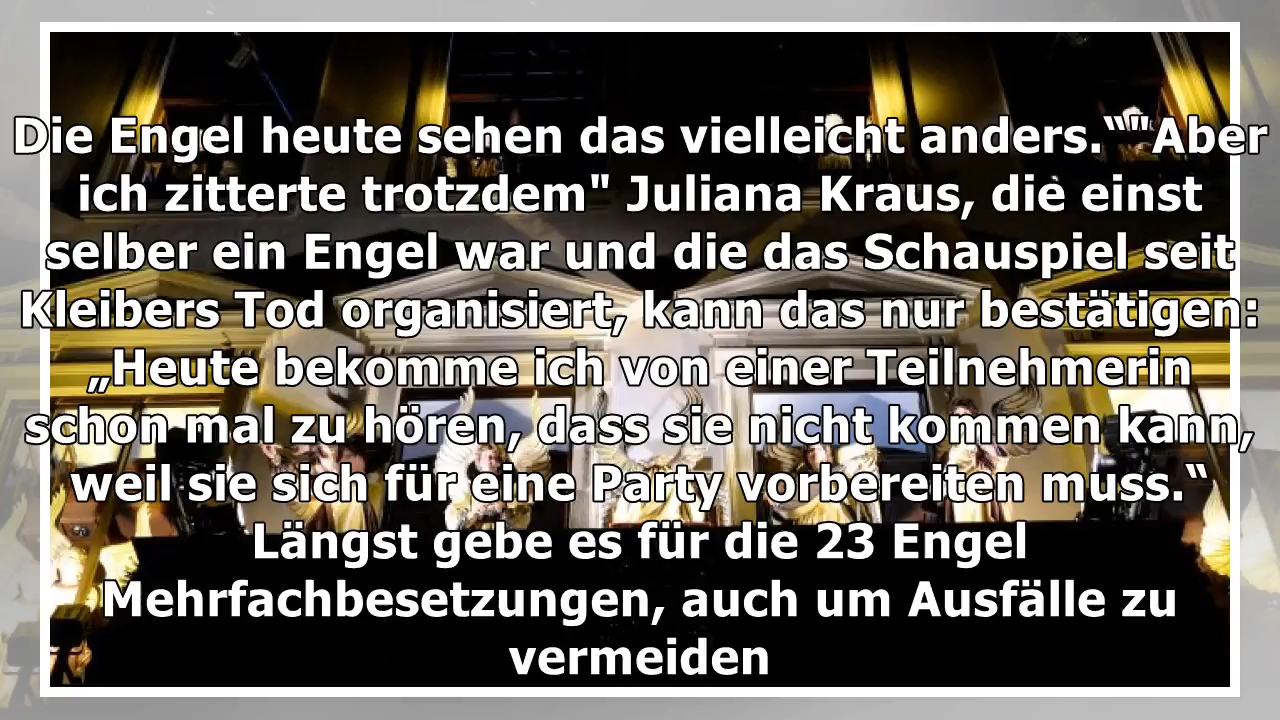 Die Engel heute sehen das vielleicht anders.“"Aber
ich zitterte trotzdem" Juliana Kraus, die einst
selber ein Engel war und die das Schauspiel seit
Kleibers Tod organisiert, kann das nur bestätigen:
„Heute bekomme ich von einer Teilnehmerin
schon mal zu hören, dass sie nicht kommen kann,
weil sie sich für eine Party vorbereiten muss.“
Längst gebe es für die 23 Engel
Mehrfachbesetzungen, auch um Ausfälle zu
vermeiden